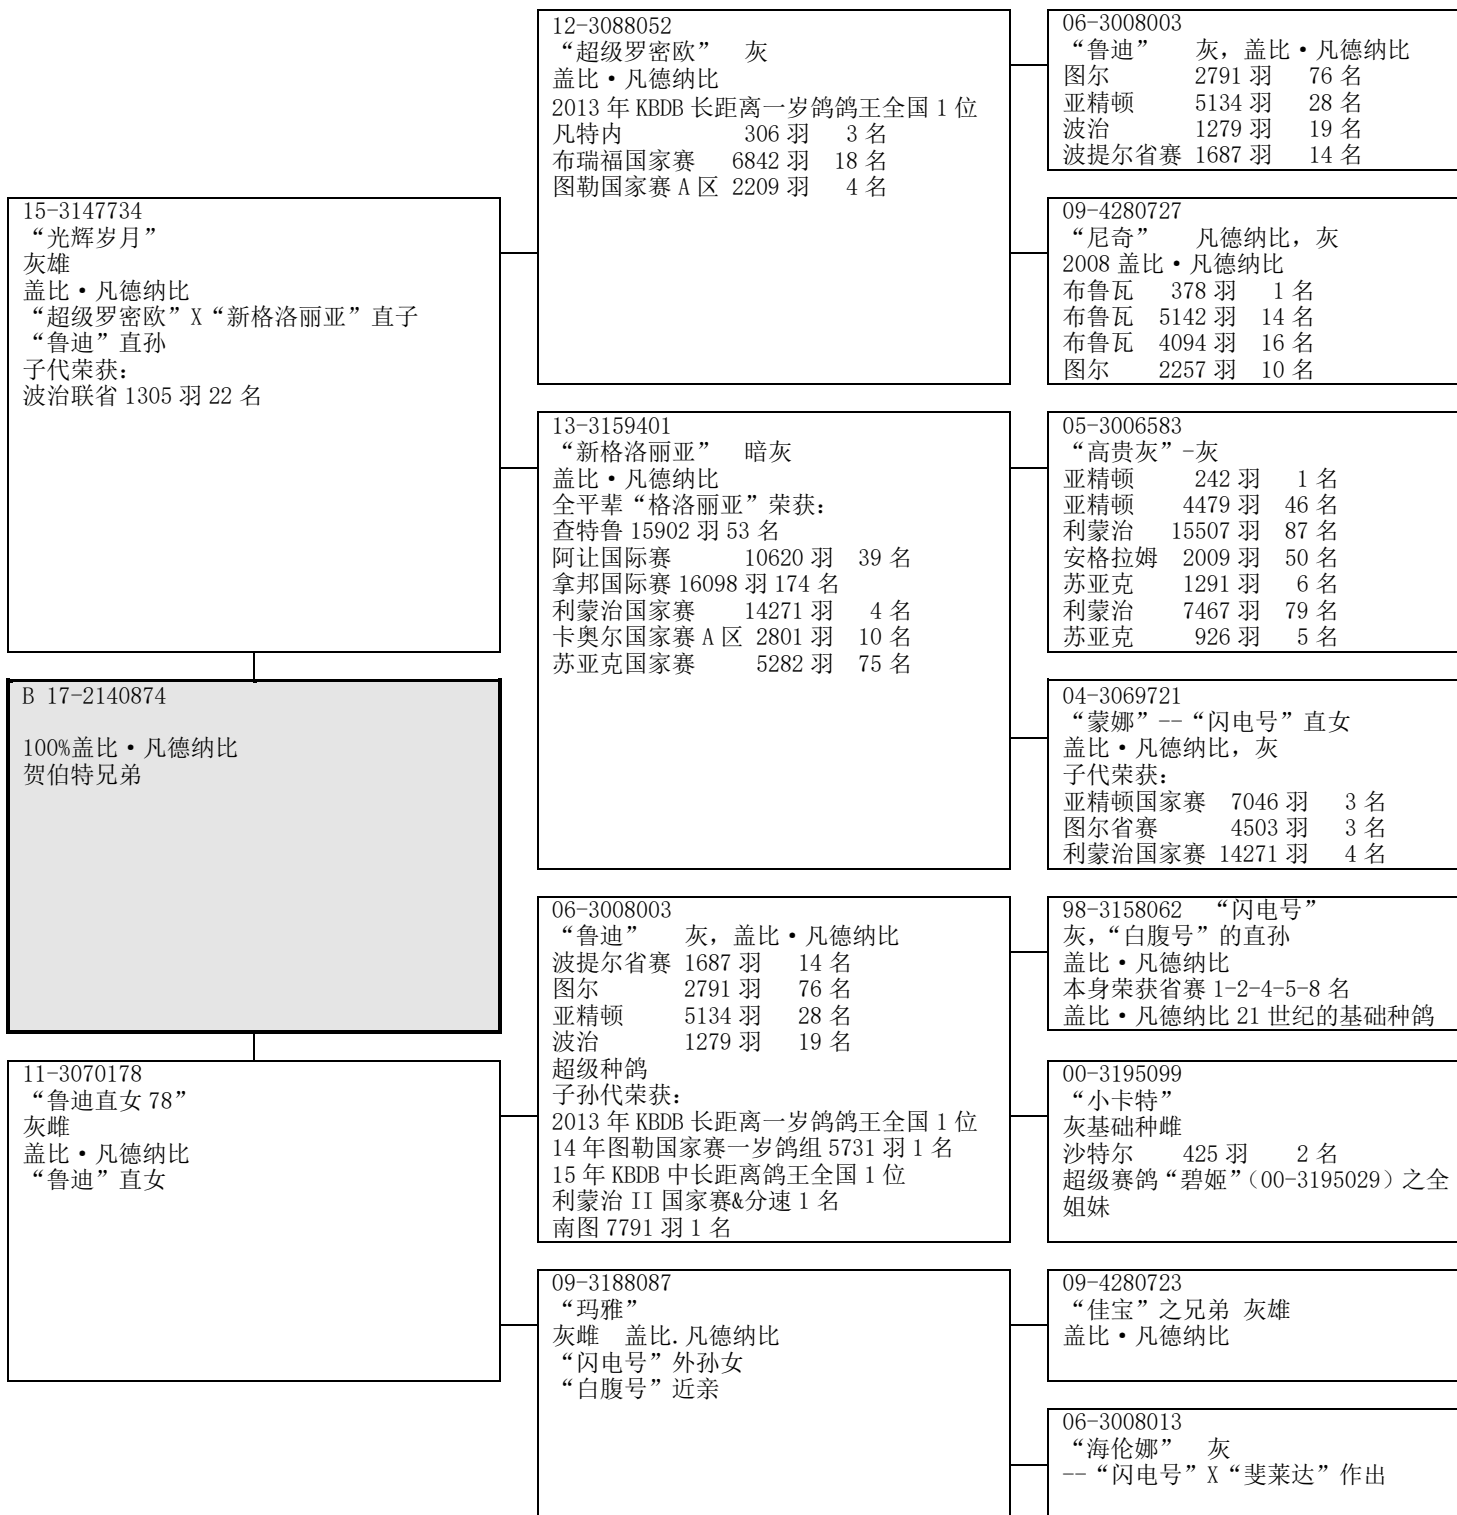 15-3147734
“光辉岁月”
灰雄
盖比·凡德纳比
“超级罗密欧”X“新格洛丽亚”直子
“鲁迪”直孙
子代荣获：
波治联省 1305 羽 22 名
B 17-2140874
100%盖比·凡德纳比
贺伯特兄弟
11-3070178
“鲁迪直女 78”
灰雌
盖比·凡德纳比
“鲁迪”直女
12-3088052
“超级罗密欧” 灰
盖比·凡德纳比
2013 年 KBDB 长距离一岁鸽鸽王全国 1 位
凡特内 306 羽 3 名
布瑞福国家赛 6842 羽 18 名
图勒国家赛 A 区 2209 羽 4 名
13-3159401
“新格洛丽亚” 暗灰
盖比·凡德纳比
全平辈“格洛丽亚”荣获：
查特鲁 15902 羽 53 名
阿让国际赛 10620 羽 39 名
拿邦国际赛 16098 羽 174 名
利蒙治国家赛 14271 羽 4 名
卡奥尔国家赛 A 区 2801 羽 10 名
苏亚克国家赛 5282 羽 75 名
06-3008003
“鲁迪” 灰，盖比·凡德纳比
波提尔省赛 1687 羽 14 名
图尔 2791 羽 76 名
亚精顿 5134 羽 28 名
波治 1279 羽 19 名
超级种鸽
子孙代荣获：
2013 年 KBDB 长距离一岁鸽鸽王全国 1 位
14 年图勒国家赛一岁鸽组 5731 羽 1 名
15 年 KBDB 中长距离鸽王全国 1 位
利蒙治 II 国家赛&分速 1 名
南图 7791 羽 1 名
09-3188087
“玛雅”
灰雌 盖比.凡德纳比
“闪电号”外孙女
“白腹号”近亲
06-3008003
“鲁迪” 灰，盖比·凡德纳比
图尔 2791 羽 76 名
亚精顿 5134 羽 28 名
波治 1279 羽 19 名
波提尔省赛 1687 羽 14 名
09-4280727
“尼奇” 凡德纳比，灰
2008 盖比·凡德纳比
布鲁瓦 378 羽 1 名
布鲁瓦 5142 羽 14 名
布鲁瓦 4094 羽 16 名
图尔 2257 羽 10 名
05-3006583
“高贵灰”-灰
亚精顿 242 羽 1 名
亚精顿 4479 羽 46 名
利蒙治 15507 羽 87 名
安格拉姆 2009 羽 50 名
苏亚克 1291 羽 6 名
利蒙治 7467 羽 79 名
苏亚克 926 羽 5 名
04-3069721
“蒙娜”--“闪电号”直女
盖比·凡德纳比，灰
子代荣获：
亚精顿国家赛 7046 羽 3 名
图尔省赛 4503 羽 3 名
利蒙治国家赛 14271 羽 4 名
98-3158062 “闪电号”
灰，“白腹号”的直孙
盖比·凡德纳比
本身荣获省赛 1-2-4-5-8 名
盖比·凡德纳比 21 世纪的基础种鸽
00-3195099
“小卡特”
灰基础种雌
沙特尔 425 羽 2 名
超级赛鸽“碧姬”（00-3195029）之全
姐妹
09-4280723
“佳宝”之兄弟 灰雄
盖比·凡德纳比
06-3008013
“海伦娜” 灰
--“闪电号”X“斐莱达”作出